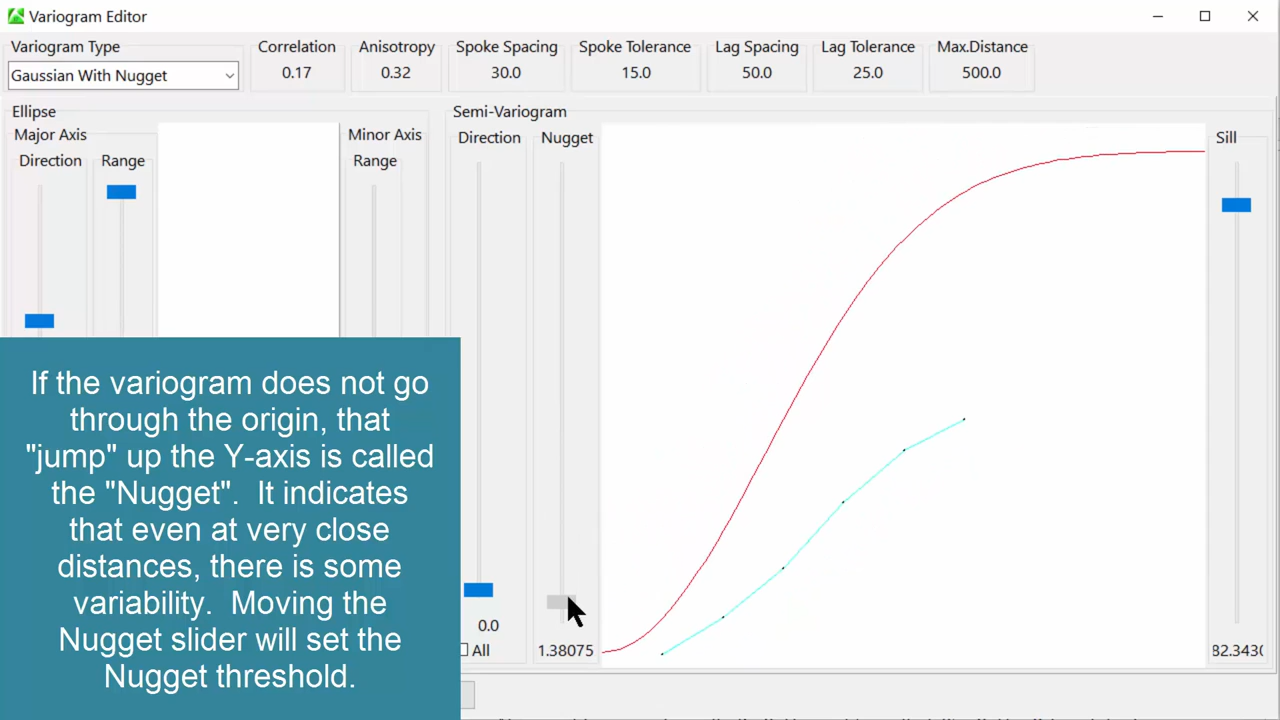 Variogram Editor
Variogram Type
Gaussian With Nugget
Correlation
0.17
Anisotropy
0.32
Spoke Spacing
30.0
Spoke Tolerance
15.0
Lag Spacing
50.0
Lag Tolerance
25.0
Max.Distance
500.0
Ellipse
Major Axis
Direction
Range
Minor Axis
Range
Semi-Variogram
Direction
Nugget
Sill
0.0
All
1.38075
82.3430
If the variogram does not go
through the origin, that
"jump" up the Y-axis is called
the "Nugget".  It indicates
that even at very close
distances, there is some
variability.  Moving the
Nugget slider will set the
Nugget threshold.